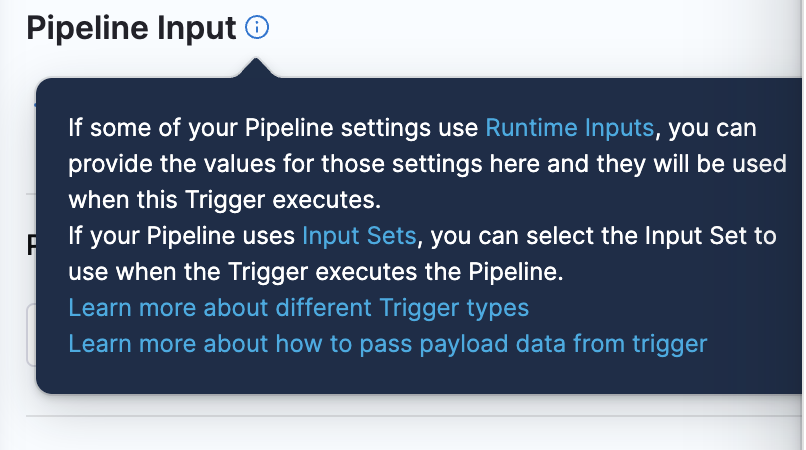 Pipeline Input
If some of your Pipeline settings use Runtime Inputs, you can
provide the values for those settings here and they will be used
when this Trigger executes.
If your Pipeline uses Input Sets, you can select the Input Set to
use when the Trigger executes the Pipeline.
Learn more about different Trigger types
Learn more about how to pass payload data from trigger